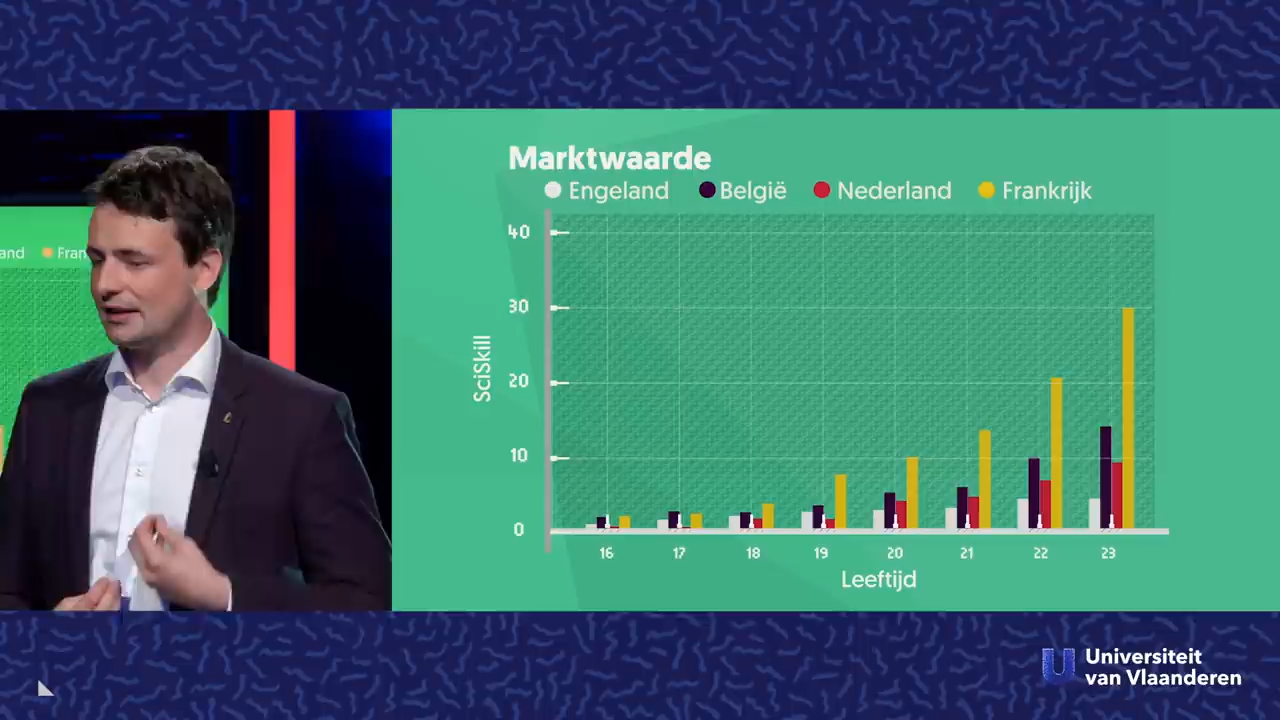 Marktwaarde
Engeland België Nederland Frankrijk
40
30
20
10
0
SciSkill
16 17 18 19 20 21 22 23
Leeftijd
and Fran
Universiteit
van Vlaanderen